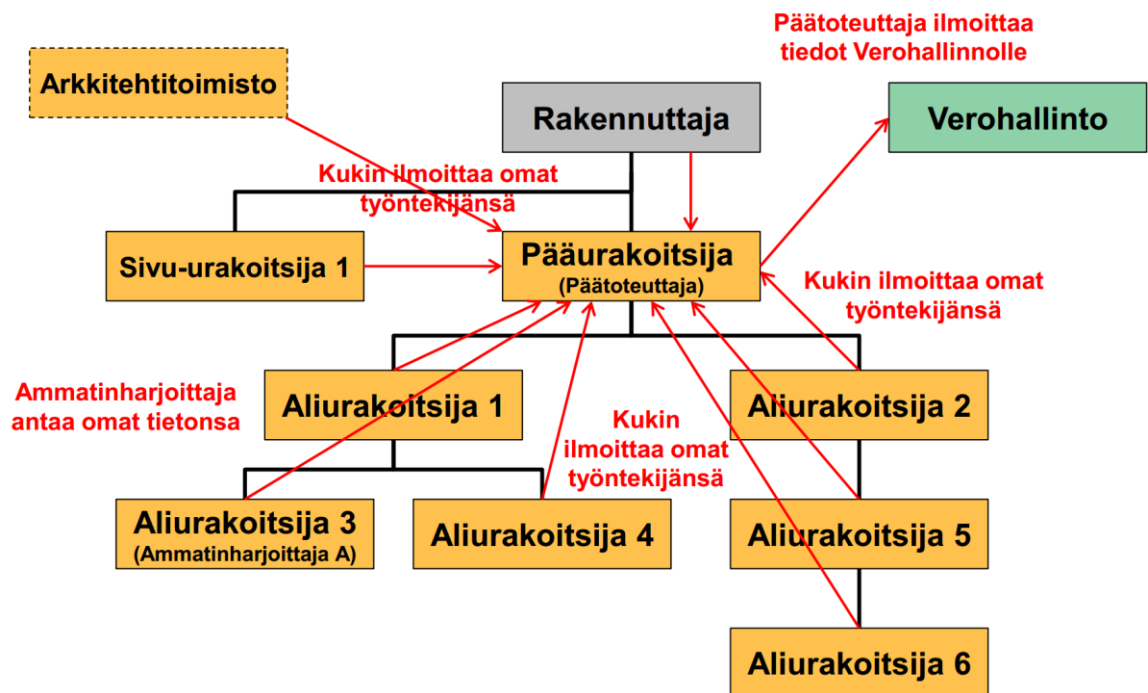 Päätoteuttaja ilmoittaa
tiedot Verohallinnolle
Arkkitehtitoimisto
Rakennuttaja
Verohallinto
Kukin ilmoittaa omat
työntekijänsä
Sivu-urakoitsija 1
Pääurakoitsija
(Päätoteuttaja)
Kukin ilmoittaa omat
työntekijänsä
Ammatinharjoittaja
antaa omat tietonsa
Aliurakoitsija 1
Kukin
ilmoittaa omat
työntekijänsä
Aliurakoitsija 2
Aliurakoitsija 3
(Ammatinharjoittaja A)
Aliurakoitsija 4
Aliurakoitsija 5
Aliurakoitsija 6